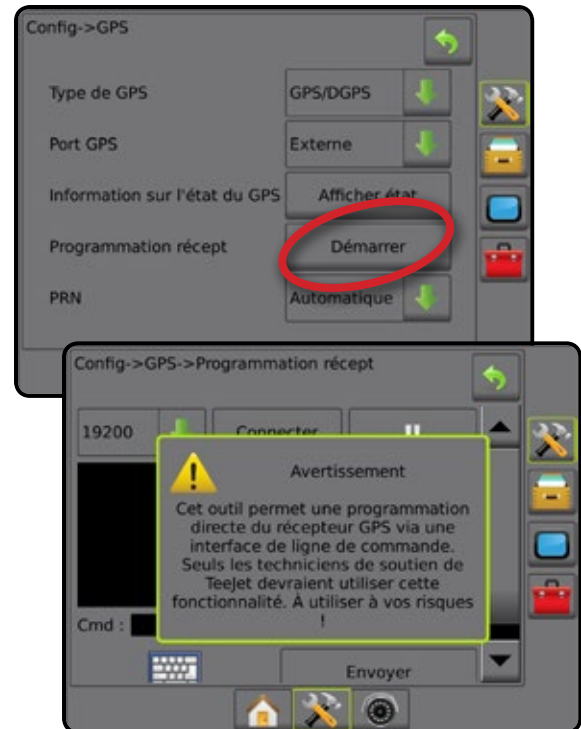 Config->GPS
Type de GPS
GPS/DGPS
Port GPS
Externe
Information sur l'état du GPS
Afficher état
Programmation récept
Démarrer
PRN
Automatique
Config->GPS->Programmation récept
19200
Connecter
Avertissement
Cet outil permet une programmation
directe du récepteur GPS via une
interface de ligne de commande.
Seuls les techniciens de soutien de
TeeJet devraient utiliser cette
fonctionnalité. À utiliser à vos risques
!
Cmd :
Envoyer